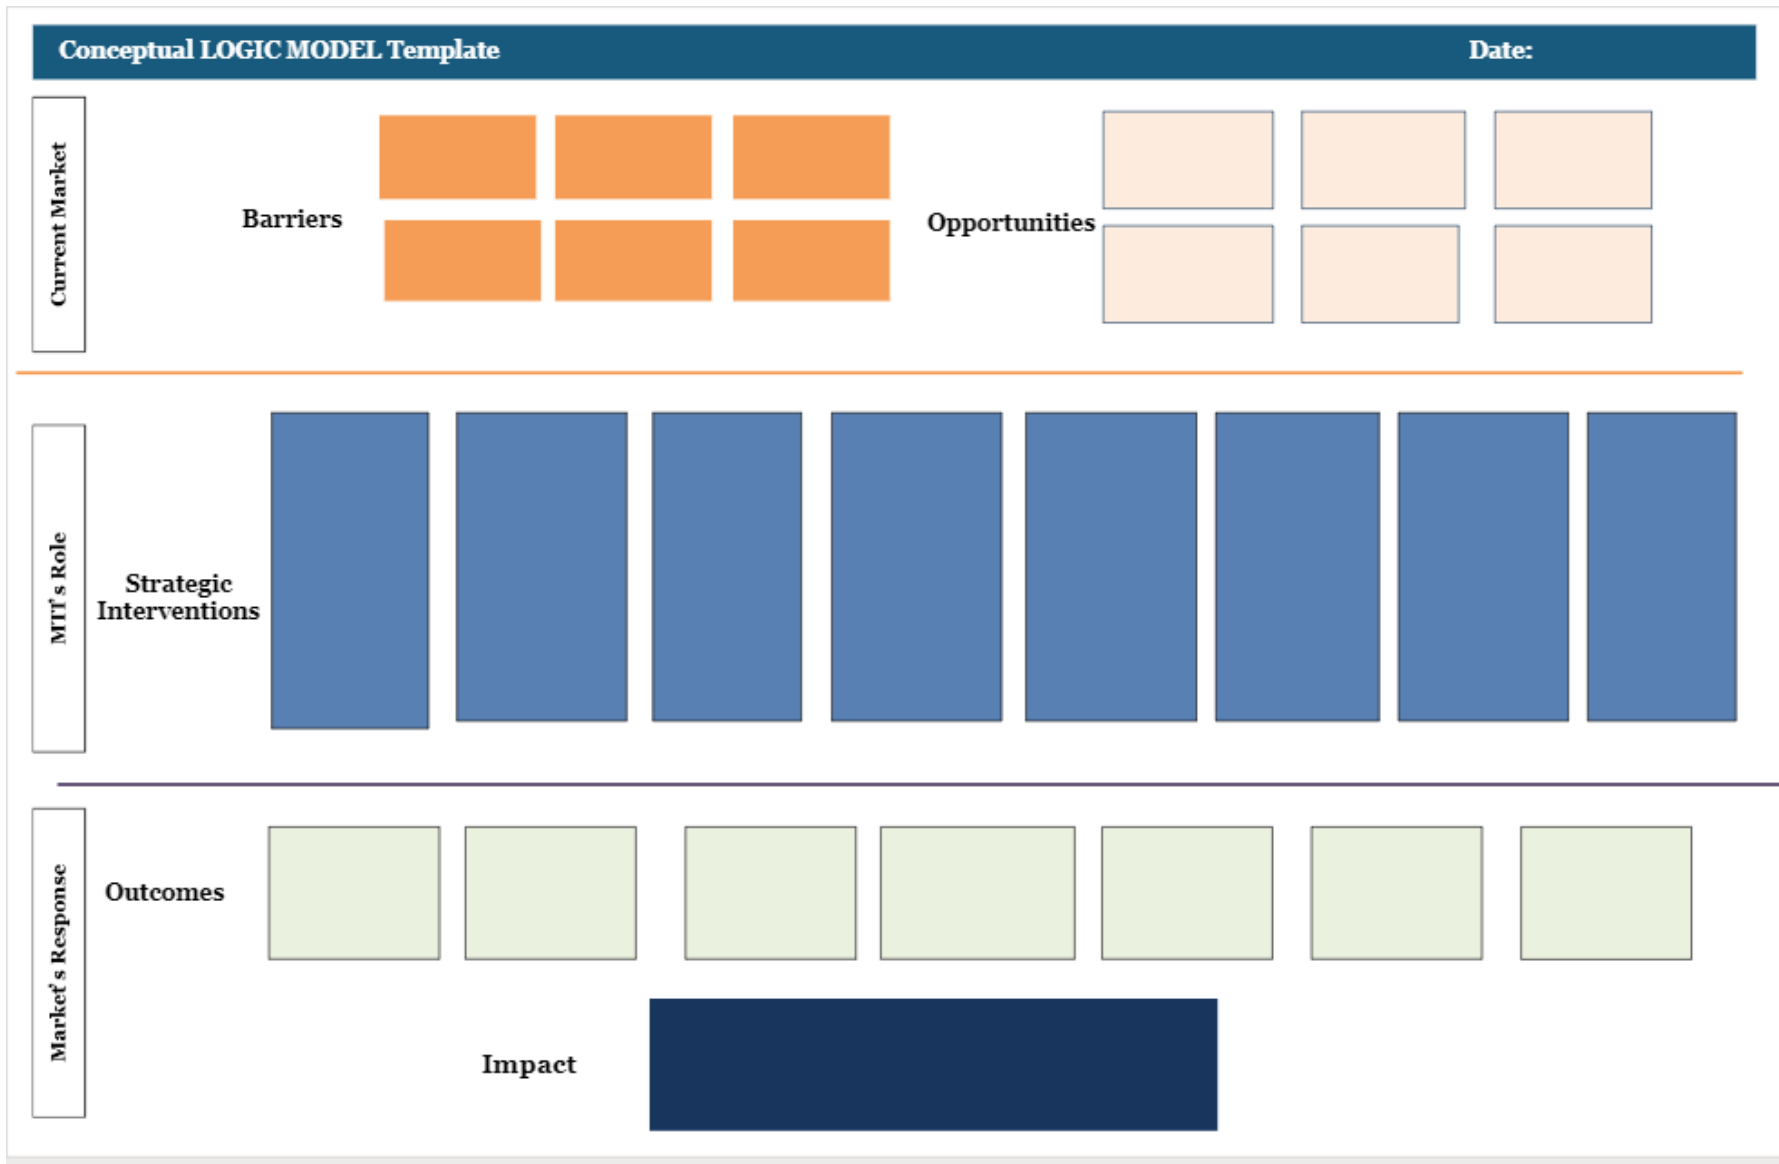 Conceptual LOGIC MODEL Template
Date:
Current Market
Barriers
Opportunities
MTI's Role
Strategic
Interventions
Market's Response
Outcomes
Impact